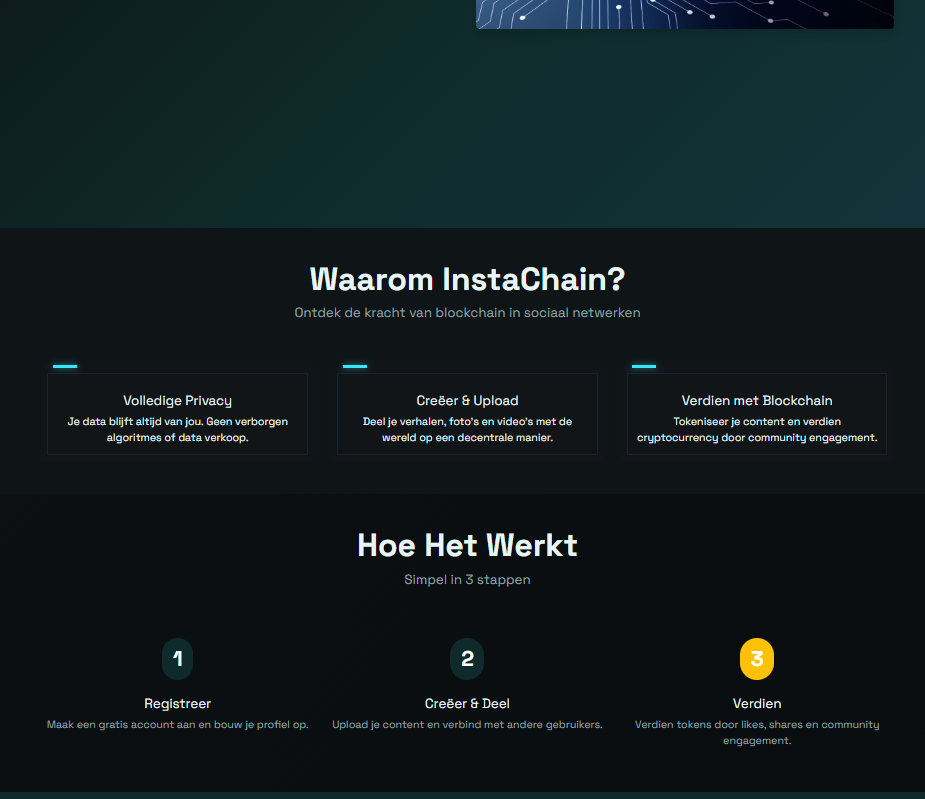 Waarom InstaChain?
Ontdek de kracht van blockchain in sociaal netwerken
Volledige Privacy
Je data blijft altijd van jou. Geen verborgen
algoritmes of data verkoop.
Creëer & Upload
Deel je verhalen, foto's en video's met de
wereld op een decentrale manier.
Verdien met Blockchain
Tokeniseer je content en verdien
cryptocurrency door community engagement.
Hoe Het Werkt
Simpel in 3 stappen
1
Registreer
Maak een gratis account aan en bouw je profiel op.
2
Creëer & Deel
Upload je content en verbind met andere gebruikers.
3
Verdien
Verdien tokens door likes, shares en community
engagement.